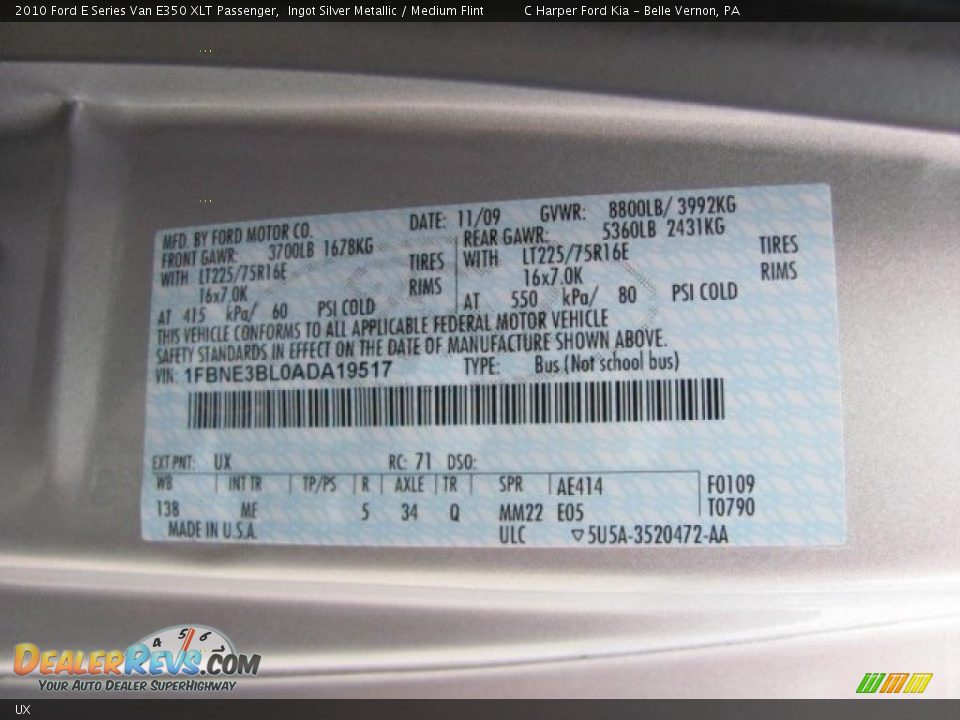 2010 Ford E Series Van E350 XLT Passenger, Ingot Silver Metallic / Medium Flint C Harper Ford Kia - Belle Vernon, PA
MFD. BY FORD MOTOR CO. DATE: 11/09 GVWR: 8800LB/ 3992KG
FRONT GAWR: 3700LB 1678KG REAR GAWR: 5360LB 2431KG
WITH LT225/75R16E TIRES WITH LT225/75R16E TIRES
16x7.0K RIMS 16x7.0K RIMS
AT 415 kPa/ 60 PSI COLD AT 550 kPa/ 80 PSI COLD
THIS VEHICLE CONFORMS TO ALL APPLICABLE FEDERAL MOTOR VEHICLE
SAFETY STANDARDS IN EFFECT ON THE DATE OF MANUFACTURE SHOWN ABOVE.
VIN: 1FBNE3BL0ADA19517 TYPE: Bus (Not school bus)
EXT PNT: UX RC: 71 DSO:
WB INT TR TP/PS R AXLE TR SPR AE414 F0109
138 ME 5 34 Q MM22 E05 T0790
MADE IN U.S.A. ULC ▽5U5A-3520472-AA
4 5 6
DEALERREVS.COM
YOUR AUTO DEALER SUPERHIGHWAY
UX